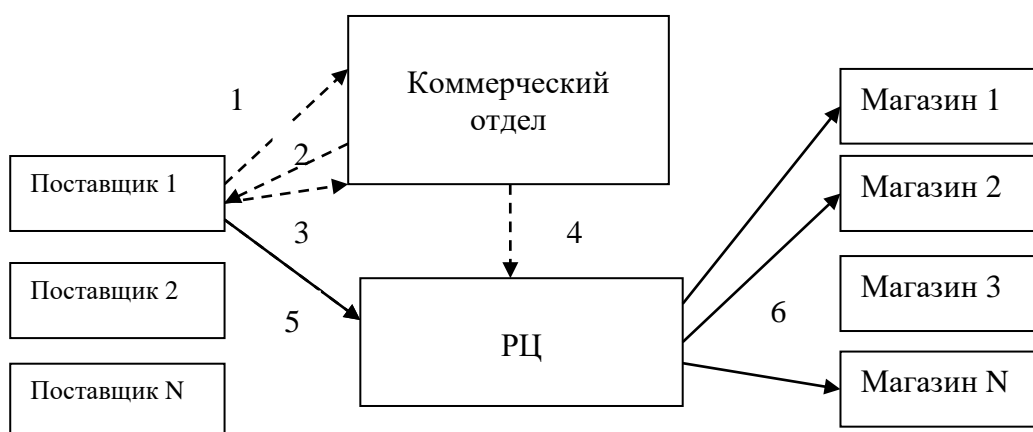 Коммерческий
отдел
Магазин 1
1
2
Поставщик 1
Магазин 2
3
4
Поставщик 2
Магазин 3
5
РЦ
6
Поставщик N
Магазин N